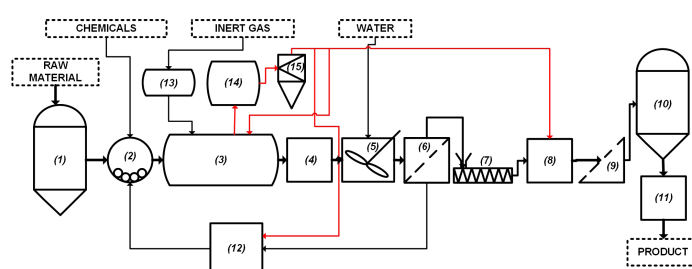 CHEMICALS
INERT GAS
WATER
RAW
MATERIAL
(13)
(14)
(15)
(10)
(1)
(2)
(3)
(4)
(5)
(6)
(7)
(8)
(9)
(11)
(12)
PRODUCT